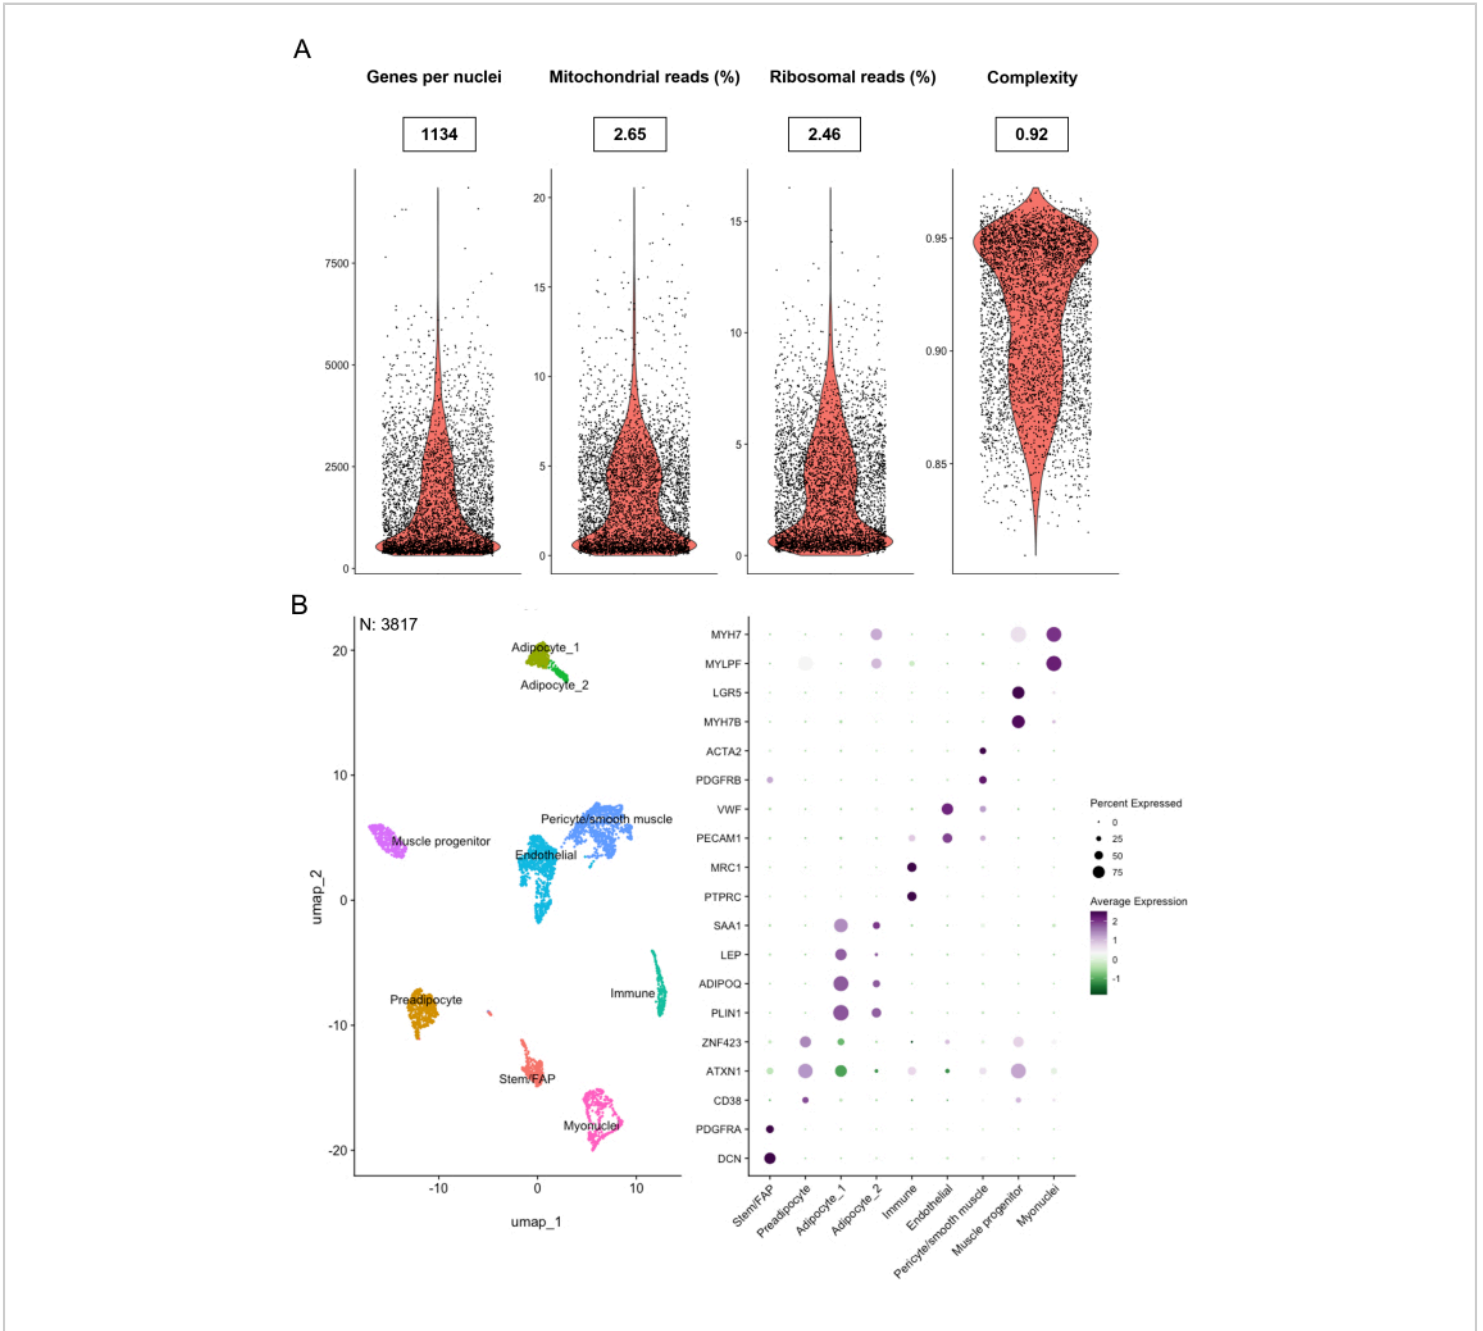 A
Genes per nuclei Mitochondrial reads (%) Ribosomal reads (%) Complexity
1134 2.65 2.46 0.92
7500
5000
2500
0
20
15
10
5
0
15
10
5
0
0.95
0.90
0.85
B
N: 3817
Adipocyte_1
Adipocyte_2
Pericyte/smooth muscle
Muscle progenitor
Endothelial
Immune
Preadipocyte
Stem/FAP
Myonuclei
umap_2
20
10
0
-10
-20
-10 0 10
umap_1
MYH7
MYLPF
LGR5
MYH7B
ACTA2
PDGFRB
VWF
PECAM1
MRC1
PTPRC
SAA1
LEP
ADIPOQ
PLIN1
ZNF423
ATXN1
CD38
PDGFRA
DCN
Stem/FAP
Preadipocyte
Adipocyte_1
Adipocyte_2
Immune
Endothelial
Pericyte/smooth muscle
Muscle progenitor
Myonuclei
Percent Expressed
0
25
50
75
Average Expression
2
1
0
-1